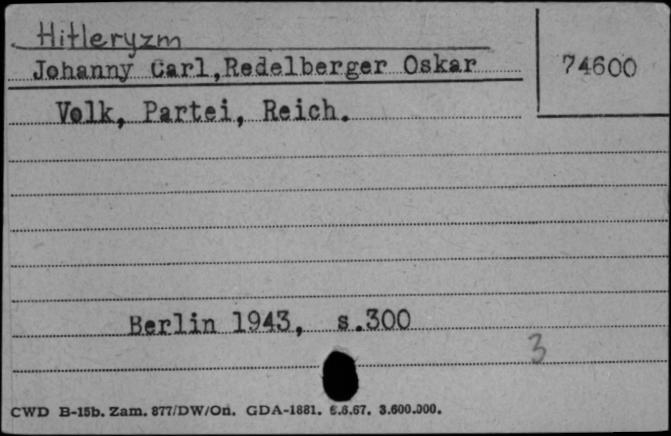 Hitleryzm
Johanny Carl,Redelberger Oskar
74600
Volk, Partei, Reich.
Berlin 1943, s.300
3
CWD B-15b. Zam. 877/DW/On. GDA-1881. 6.6.67. 3.600.000.